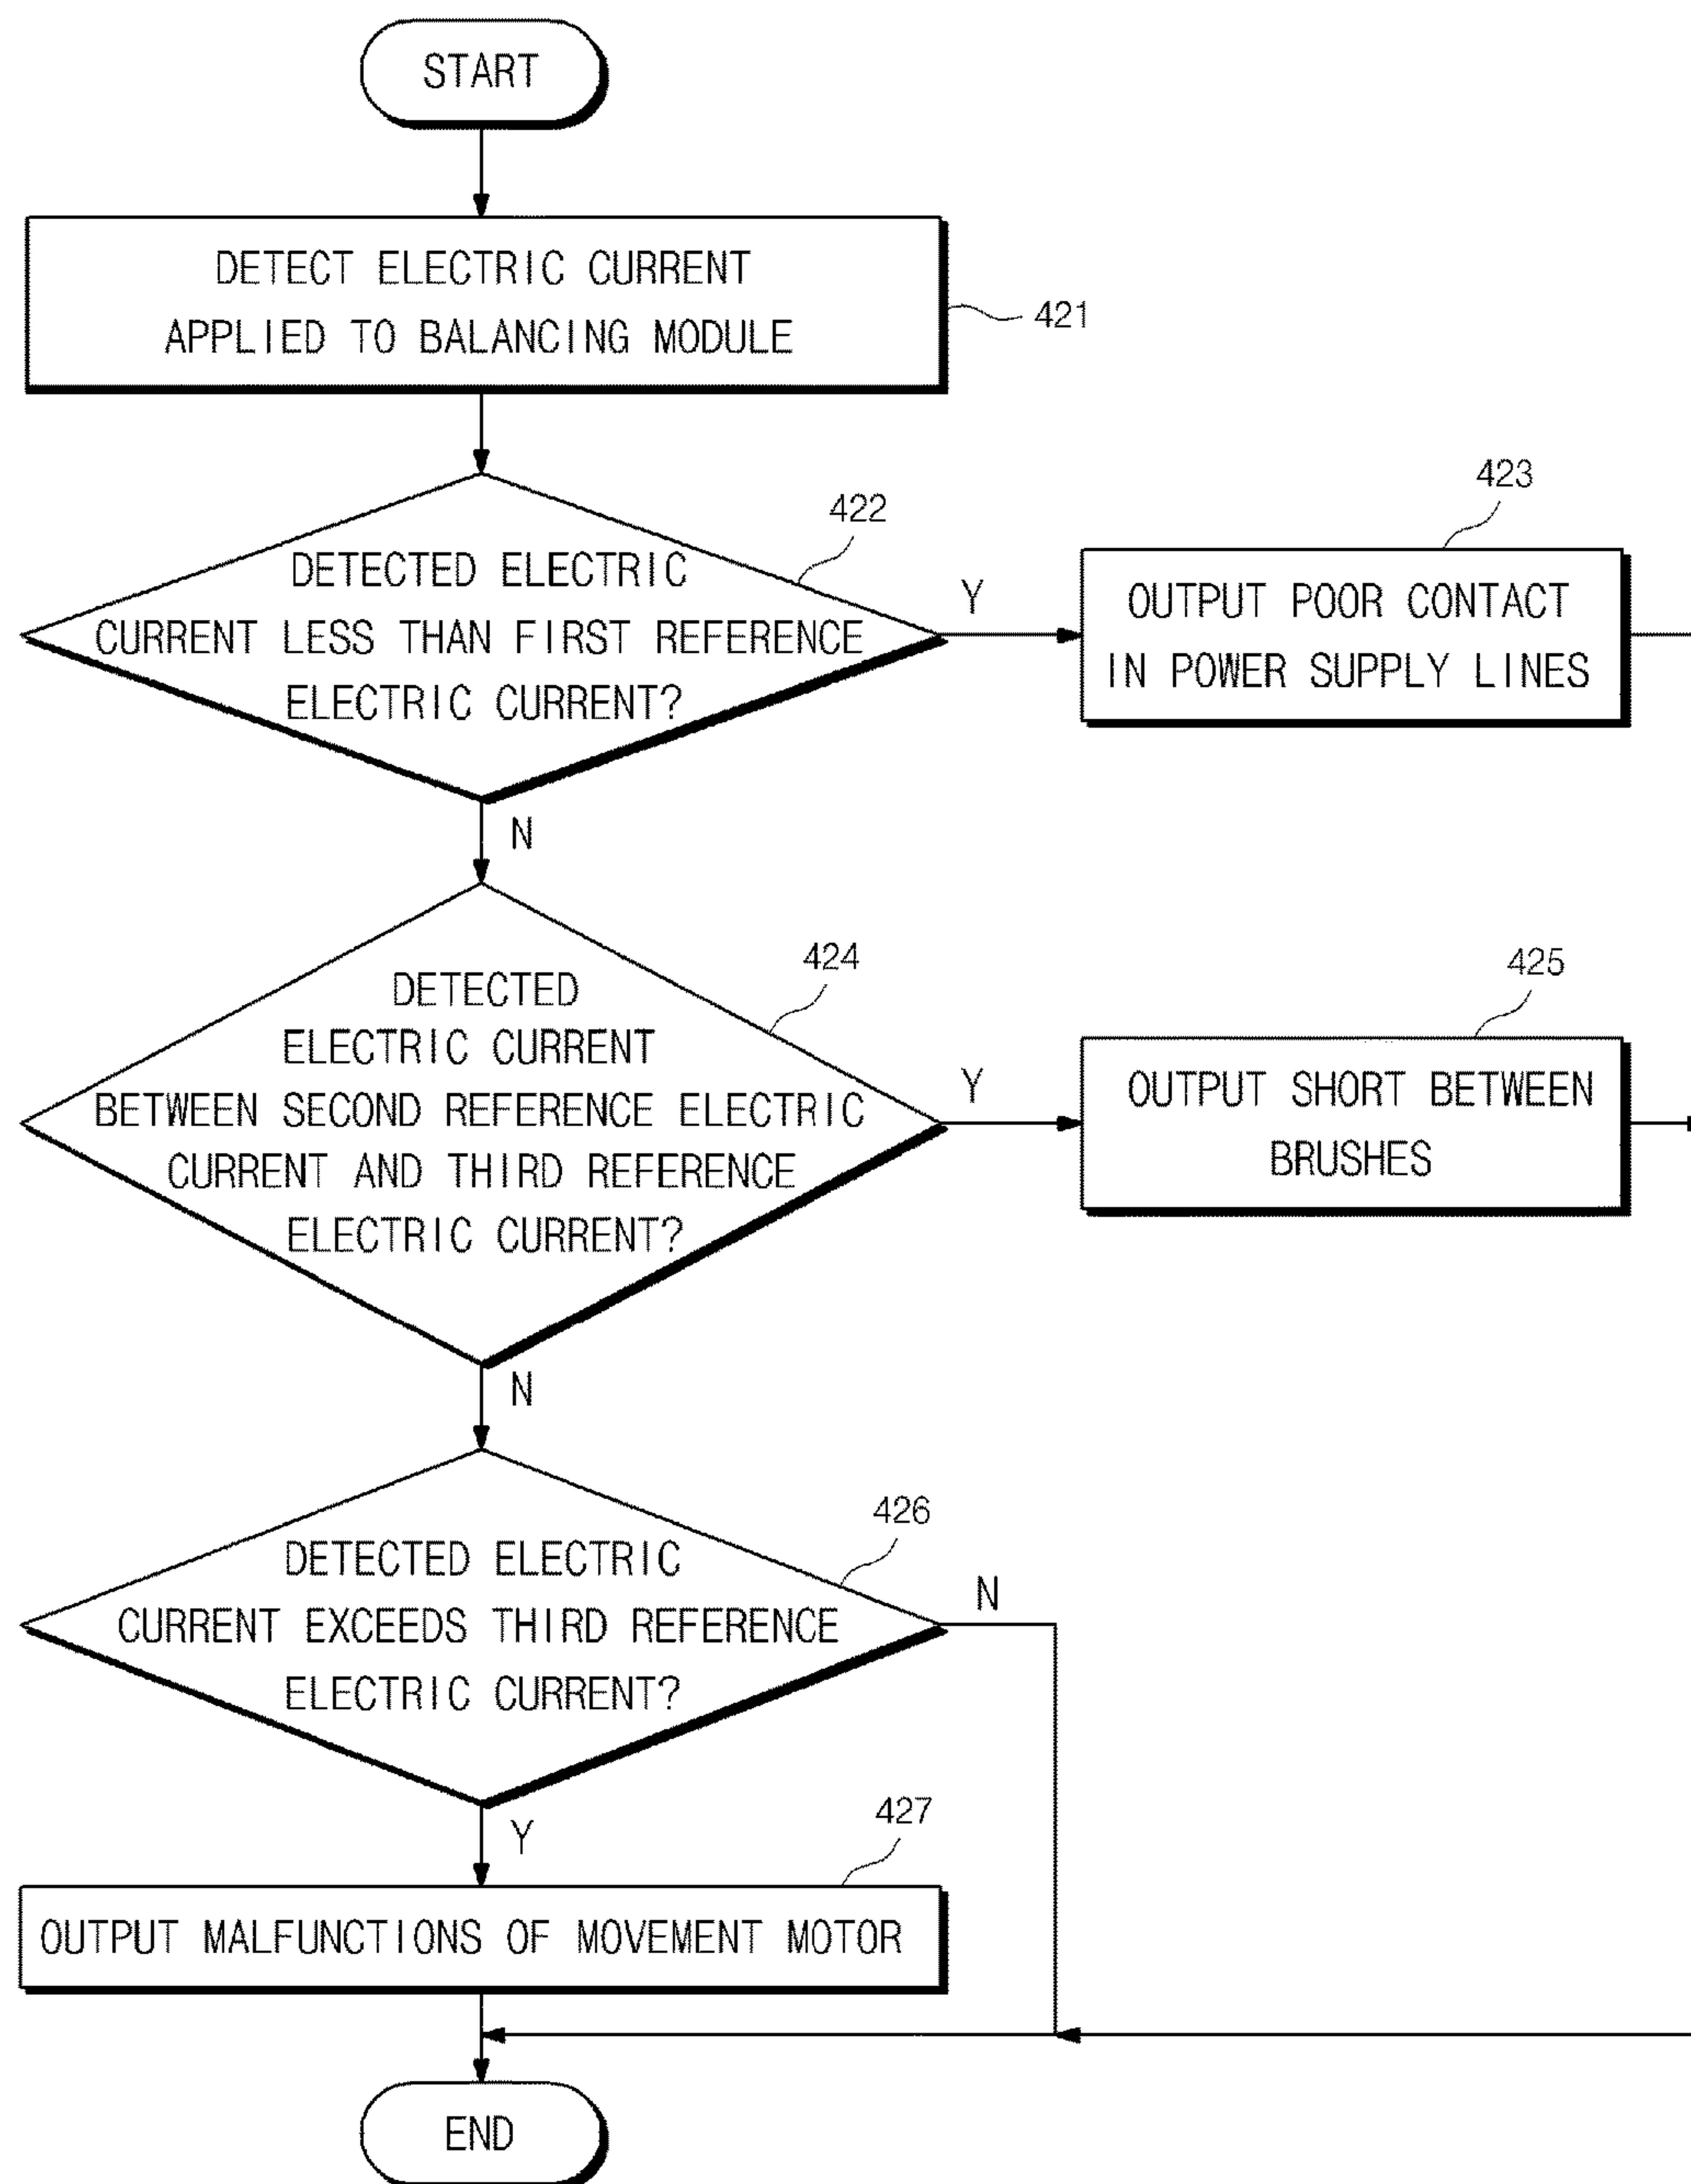 START
DETECT ELECTRIC CURRENT
APPLIED TO BALANCING MODULE
421
422
DETECTED ELECTRIC
CURRENT LESS THAN FIRST REFERENCE
ELECTRIC CURRENT?
Y
423
OUTPUT POOR CONTACT
IN POWER SUPPLY LINES
N
424
DETECTED
ELECTRIC CURRENT
BETWEEN SECOND REFERENCE ELECTRIC
CURRENT AND THIRD REFERENCE
ELECTRIC CURRENT?
Y
425
OUTPUT SHORT BETWEEN
BRUSHES
N
426
DETECTED ELECTRIC
CURRENT EXCEEDS THIRD REFERENCE
ELECTRIC CURRENT?
N
Y
427
OUTPUT MALFUNCTIONS OF MOVEMENT MOTOR
END